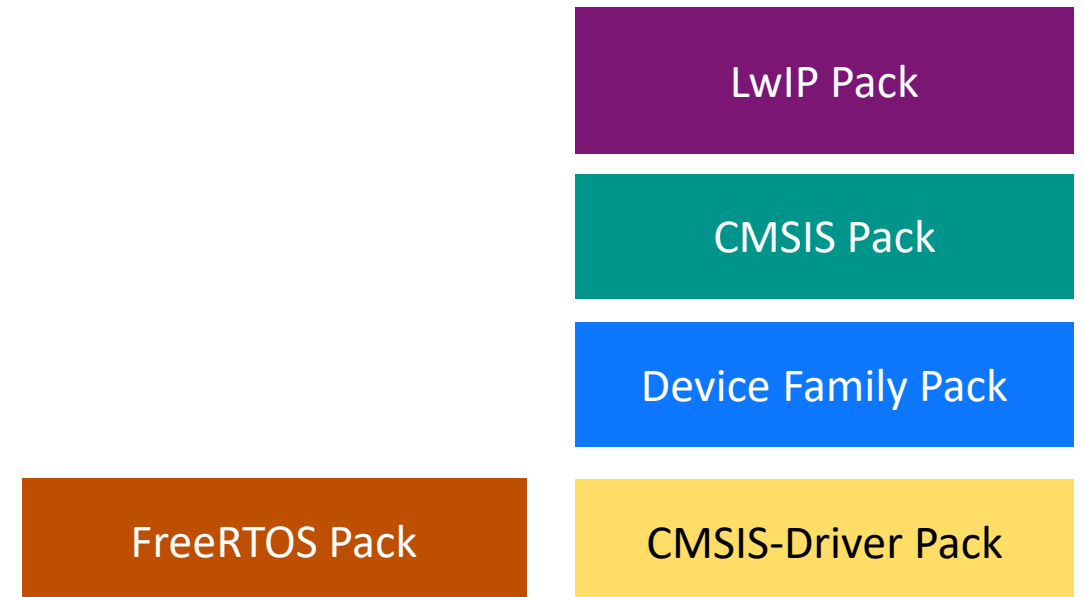 LwIP Pack
CMSIS Pack
Device Family Pack
FreeRTOS Pack
CMSIS-Driver Pack